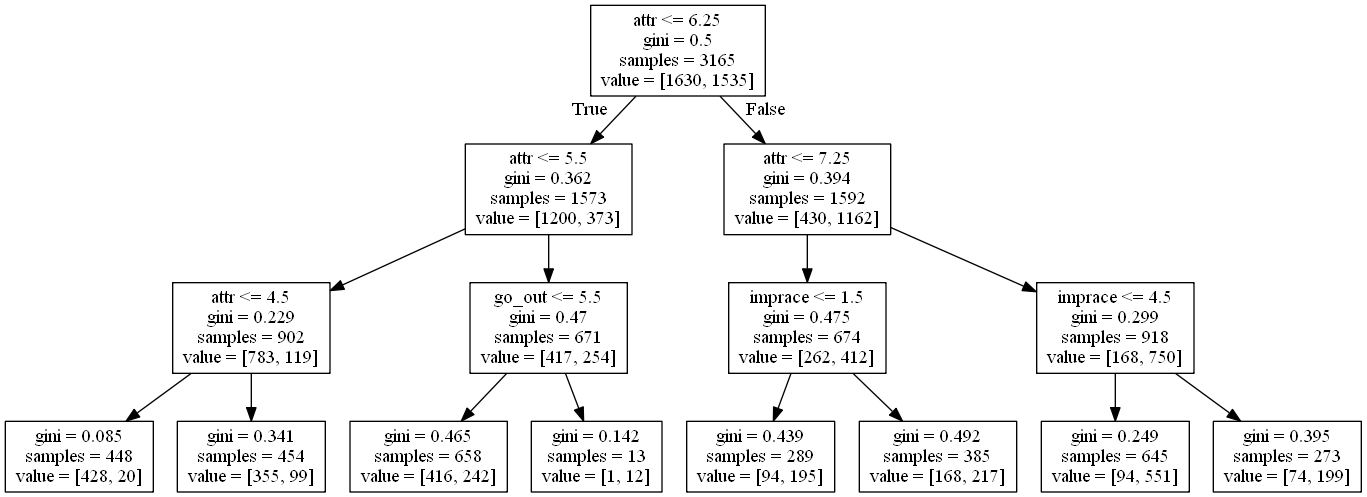 attr <= 6.25
gini = 0.5
samples = 3165
value = [1630, 1535]
True
False
attr <= 5.5
gini = 0.362
samples = 1573
value = [1200, 373]
attr <= 7.25
gini = 0.394
samples = 1592
value = [430, 1162]
attr <= 4.5
gini = 0.229
samples = 902
value = [783, 119]
go_out <= 5.5
gini = 0.47
samples = 671
value = [417, 254]
imprace <= 1.5
gini = 0.475
samples = 674
value = [262, 412]
imprace <= 4.5
gini = 0.299
samples = 918
value = [168, 750]
gini = 0.085
samples = 448
value = [428, 20]
gini = 0.341
samples = 454
value = [355, 99]
gini = 0.465
samples = 658
value = [416, 242]
gini = 0.142
samples = 13
value = [1, 12]
gini = 0.439
samples = 289
value = [94, 195]
gini = 0.492
samples = 385
value = [168, 217]
gini = 0.249
samples = 645
value = [94, 551]
gini = 0.395
samples = 273
value = [74, 199]